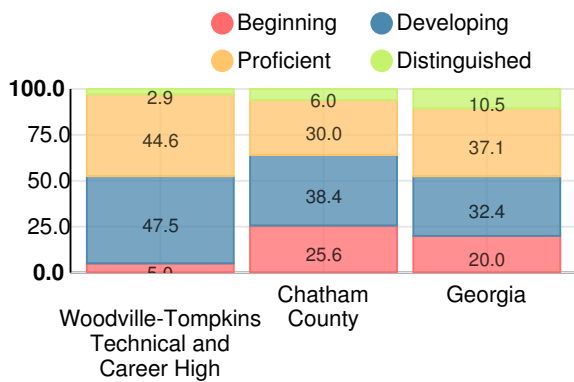 Beginning
Developing
Proficient
Distinguished
100.0
75.0
50.0
25.0
0.0
2.9
44.6
47.5
5.0
6.0
30.0
38.4
25.6
10.5
37.1
32.4
20.0
Woodville-Tompkins
Technical and
Career High
Chatham
County
Georgia